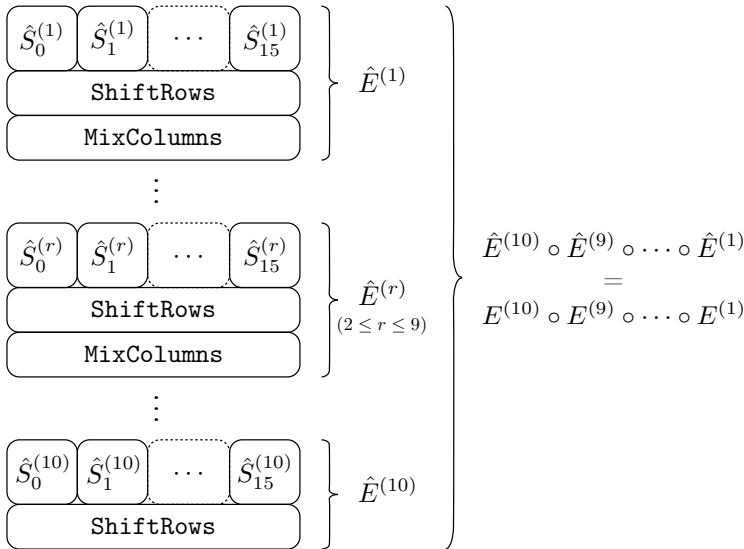 Ŝ₀⁽¹⁾ Ŝ₁⁽¹⁾ ··· Ŝ₁₅⁽¹⁾
ShiftRows
MixColumns
Ê⁽¹⁾
⋮
Ŝ₀⁽ʳ⁾ Ŝ₁⁽ʳ⁾ ··· Ŝ₁₅⁽ʳ⁾
ShiftRows
MixColumns
Ê⁽ʳ⁾
(2 ≤ r ≤ 9)
⋮
Ŝ₀⁽¹⁰⁾ Ŝ₁⁽¹⁰⁾ ··· Ŝ₁₅⁽¹⁰⁾
ShiftRows
Ê⁽¹⁰⁾
Ê⁽¹⁰⁾ ∘ Ê⁽⁹⁾ ∘ ··· ∘ Ê⁽¹⁾
=
E⁽¹⁰⁾ ∘ E⁽⁹⁾ ∘ ··· ∘ E⁽¹⁾